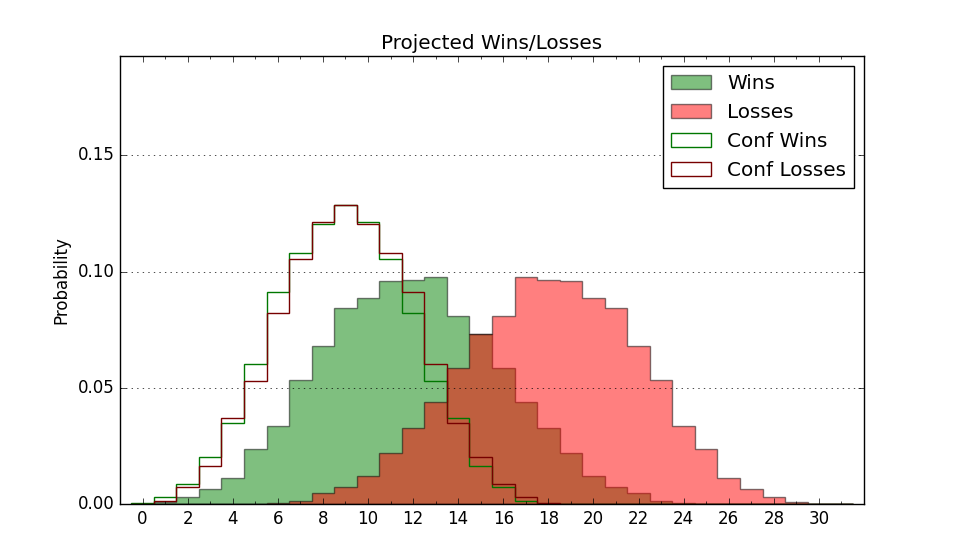 Projected Wins/Losses
Wins
Losses
Conf Wins
Conf Losses
Probability
0.15
0.10
0.05
0.00
0 2 4 6 8 10 12 14 16 18 20 22 24 26 28 30